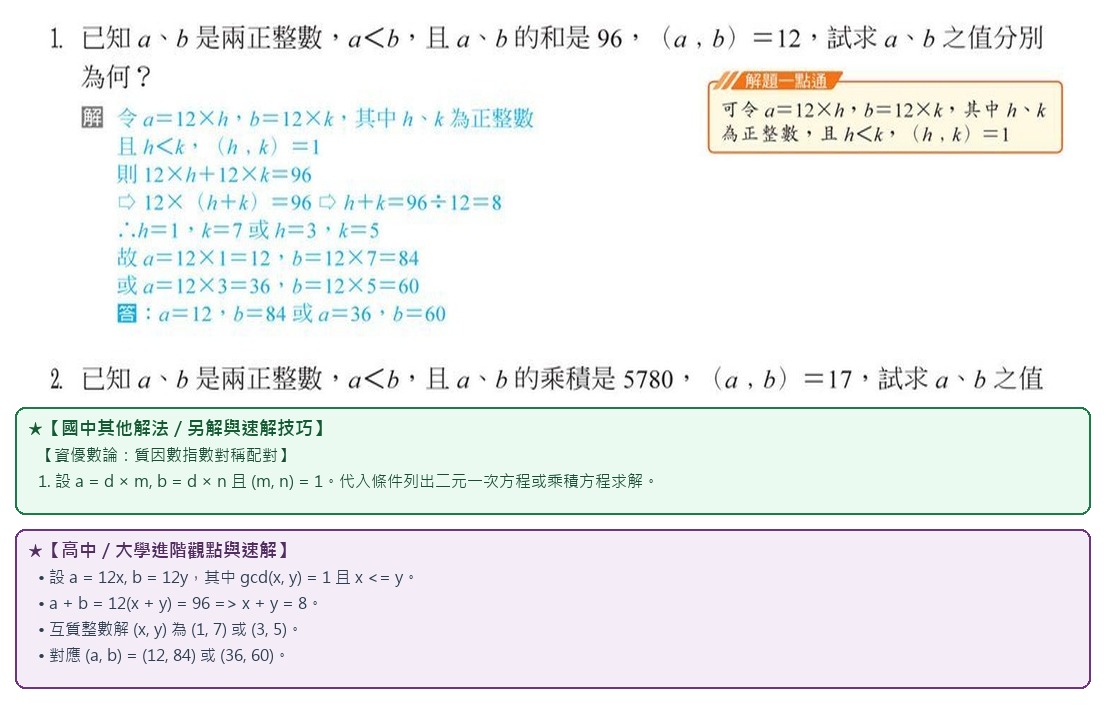 1. 已知 a、b 是兩正整數，a<b，且 a、b 的和是 96，（a , b）＝12，試求 a、b 之值分別
為何？
解題一點通
可令 a＝12×h，b＝12×k，其中 h、k
為正整數，且 h<k，（h , k）＝1
解 令 a＝12×h，b＝12×k，其中 h、k 為正整數
且 h<k，（h , k）＝1
則 12×h＋12×k＝96
⇨ 12×（h＋k）＝96 ⇨ h＋k＝96÷12＝8
∴h＝1，k＝7 或 h＝3，k＝5
故 a＝12×1＝12，b＝12×7＝84
或 a＝12×3＝36，b＝12×5＝60
答：a＝12，b＝84 或 a＝36，b＝60
2. 已知 a、b 是兩正整數，a<b，且 a、b 的乘積是 5780，（a , b）＝17，試求 a、b 之值
★【國中其他解法 / 另解與速解技巧】
【資優數論：質因數指數對稱配對】
1. 設 a = d × m, b = d × n 且 (m, n) = 1。代入條件列出二元一次方程或乘積方程求解。
★【高中 / 大學進階觀點與速解】
• 設 a = 12x, b = 12y，其中 gcd(x, y) = 1 且 x <= y。
• a + b = 12(x + y) = 96 => x + y = 8。
• 互質整數解 (x, y) 為 (1, 7) 或 (3, 5)。
• 對應 (a, b) = (12, 84) 或 (36, 60)。